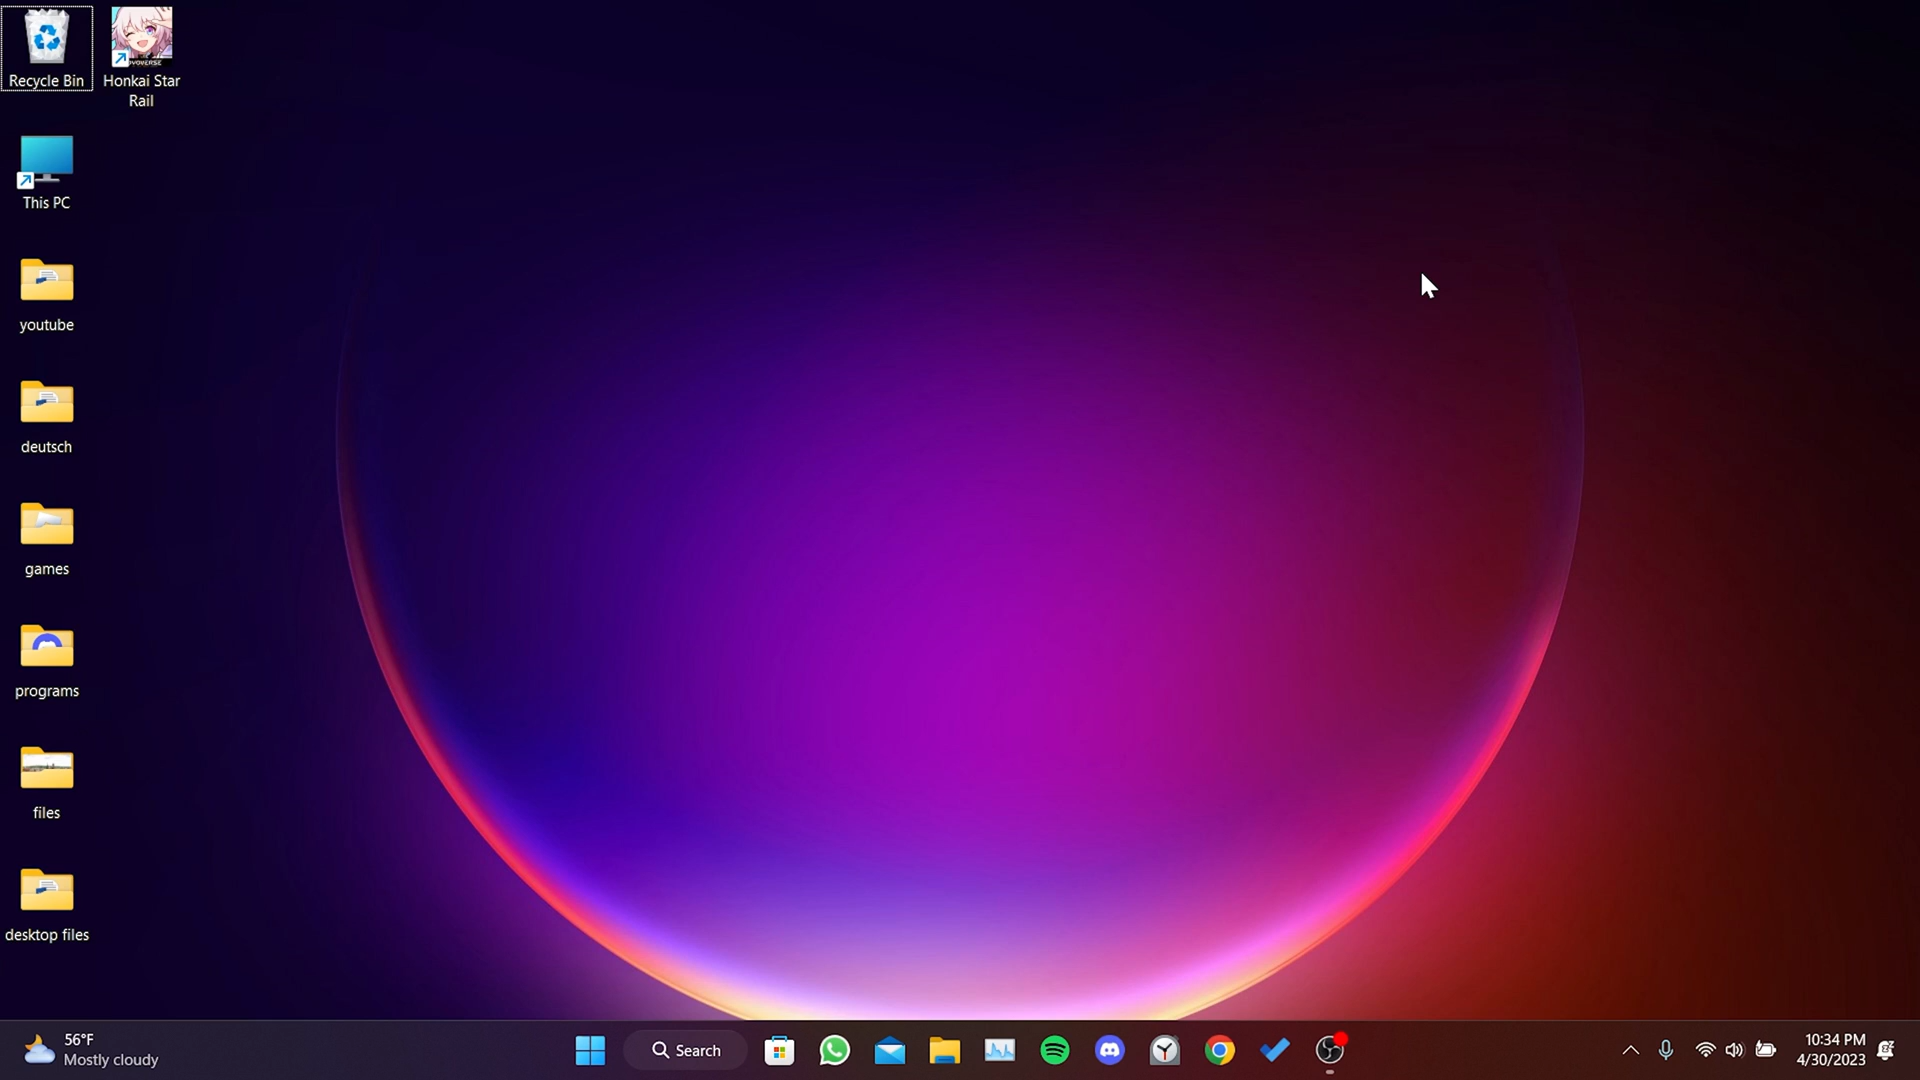 Recycle Bin
Honkai Star
Rail
This PC
youtube
deutsch
games
programs
files
desktop files
56°F
Mostly cloudy
Search
10:34 PM
4/30/2023